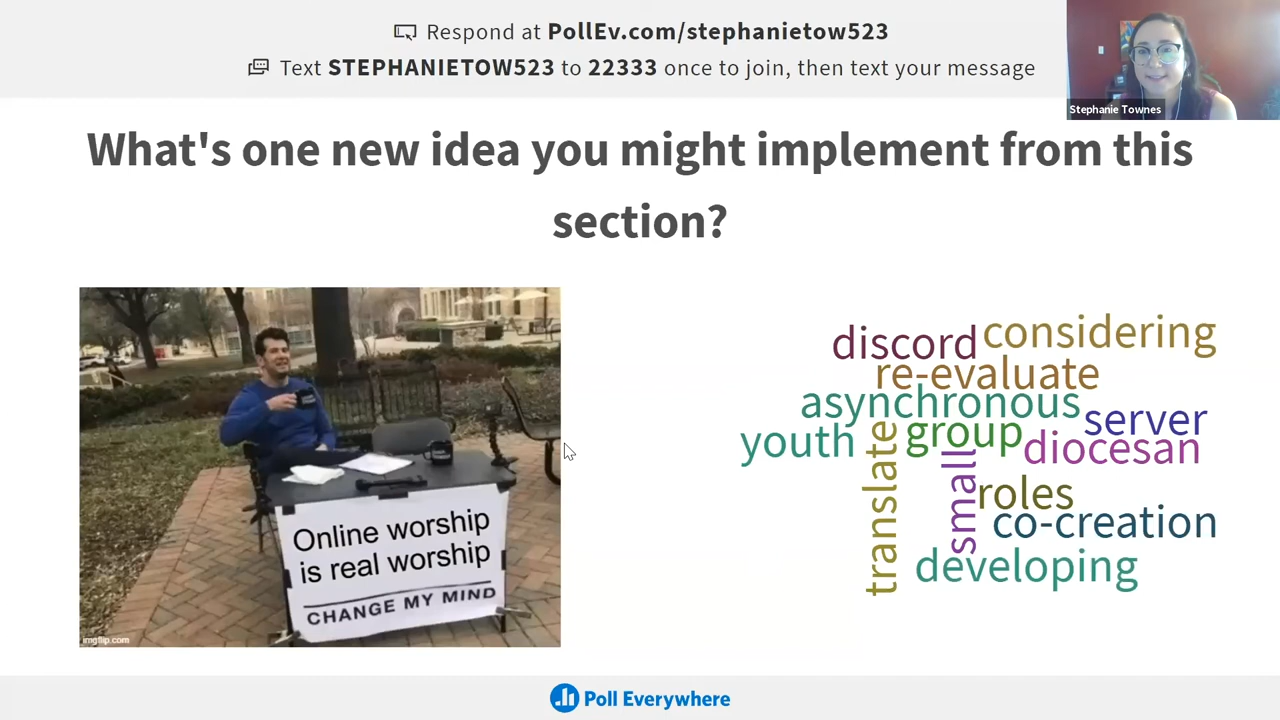 Respond at PollEv.com/stephanietow523
Text STEPHANIETOW523 to 22333 once to join, then text your message
Stephanie Townes
What's one new idea you might implement from this
section?
Online worship
is real worship
CHANGE MY MIND
imgflip.com
discord
considering
re-evaluate
asynchronous
server
youth
group
diocesan
translate
small
roles
co-creation
developing
Poll Everywhere